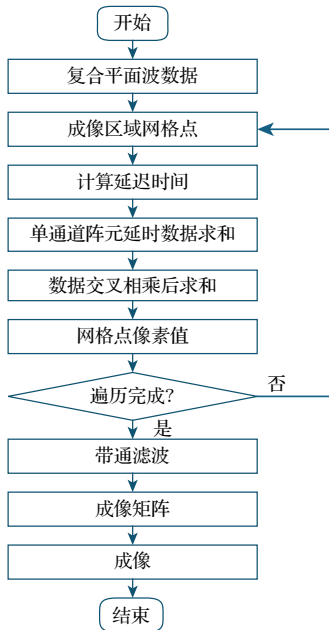 开始
复合平面波数据
成像区域网格点
计算延迟时间
单通道阵元延时数据求和
数据交叉相乘后求和
网格点像素值
遍历完成?
否
是
带通滤波
成像矩阵
成像
结束